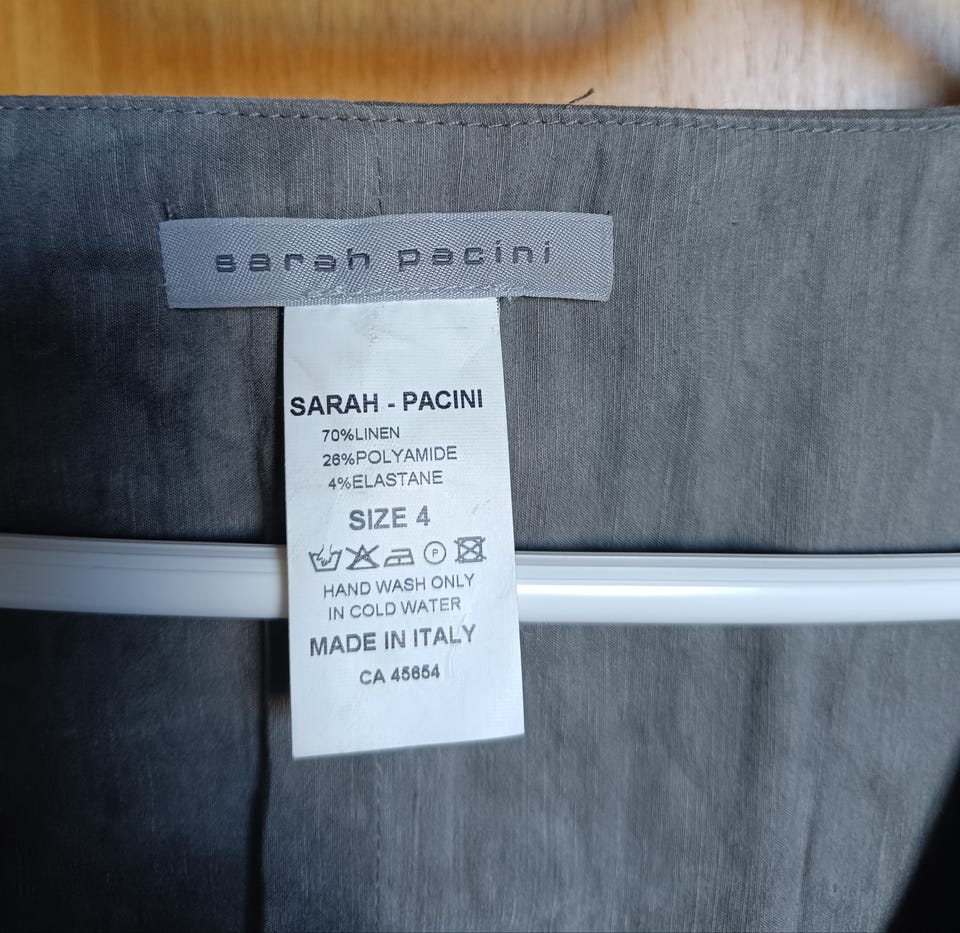 sarah pacini
SARAH - PACINI
70%LINEN
26%POLYAMIDE
4%ELASTANE
SIZE 4
P
HAND WASH ONLY
IN COLD WATER
MADE IN ITALY
CA 45654